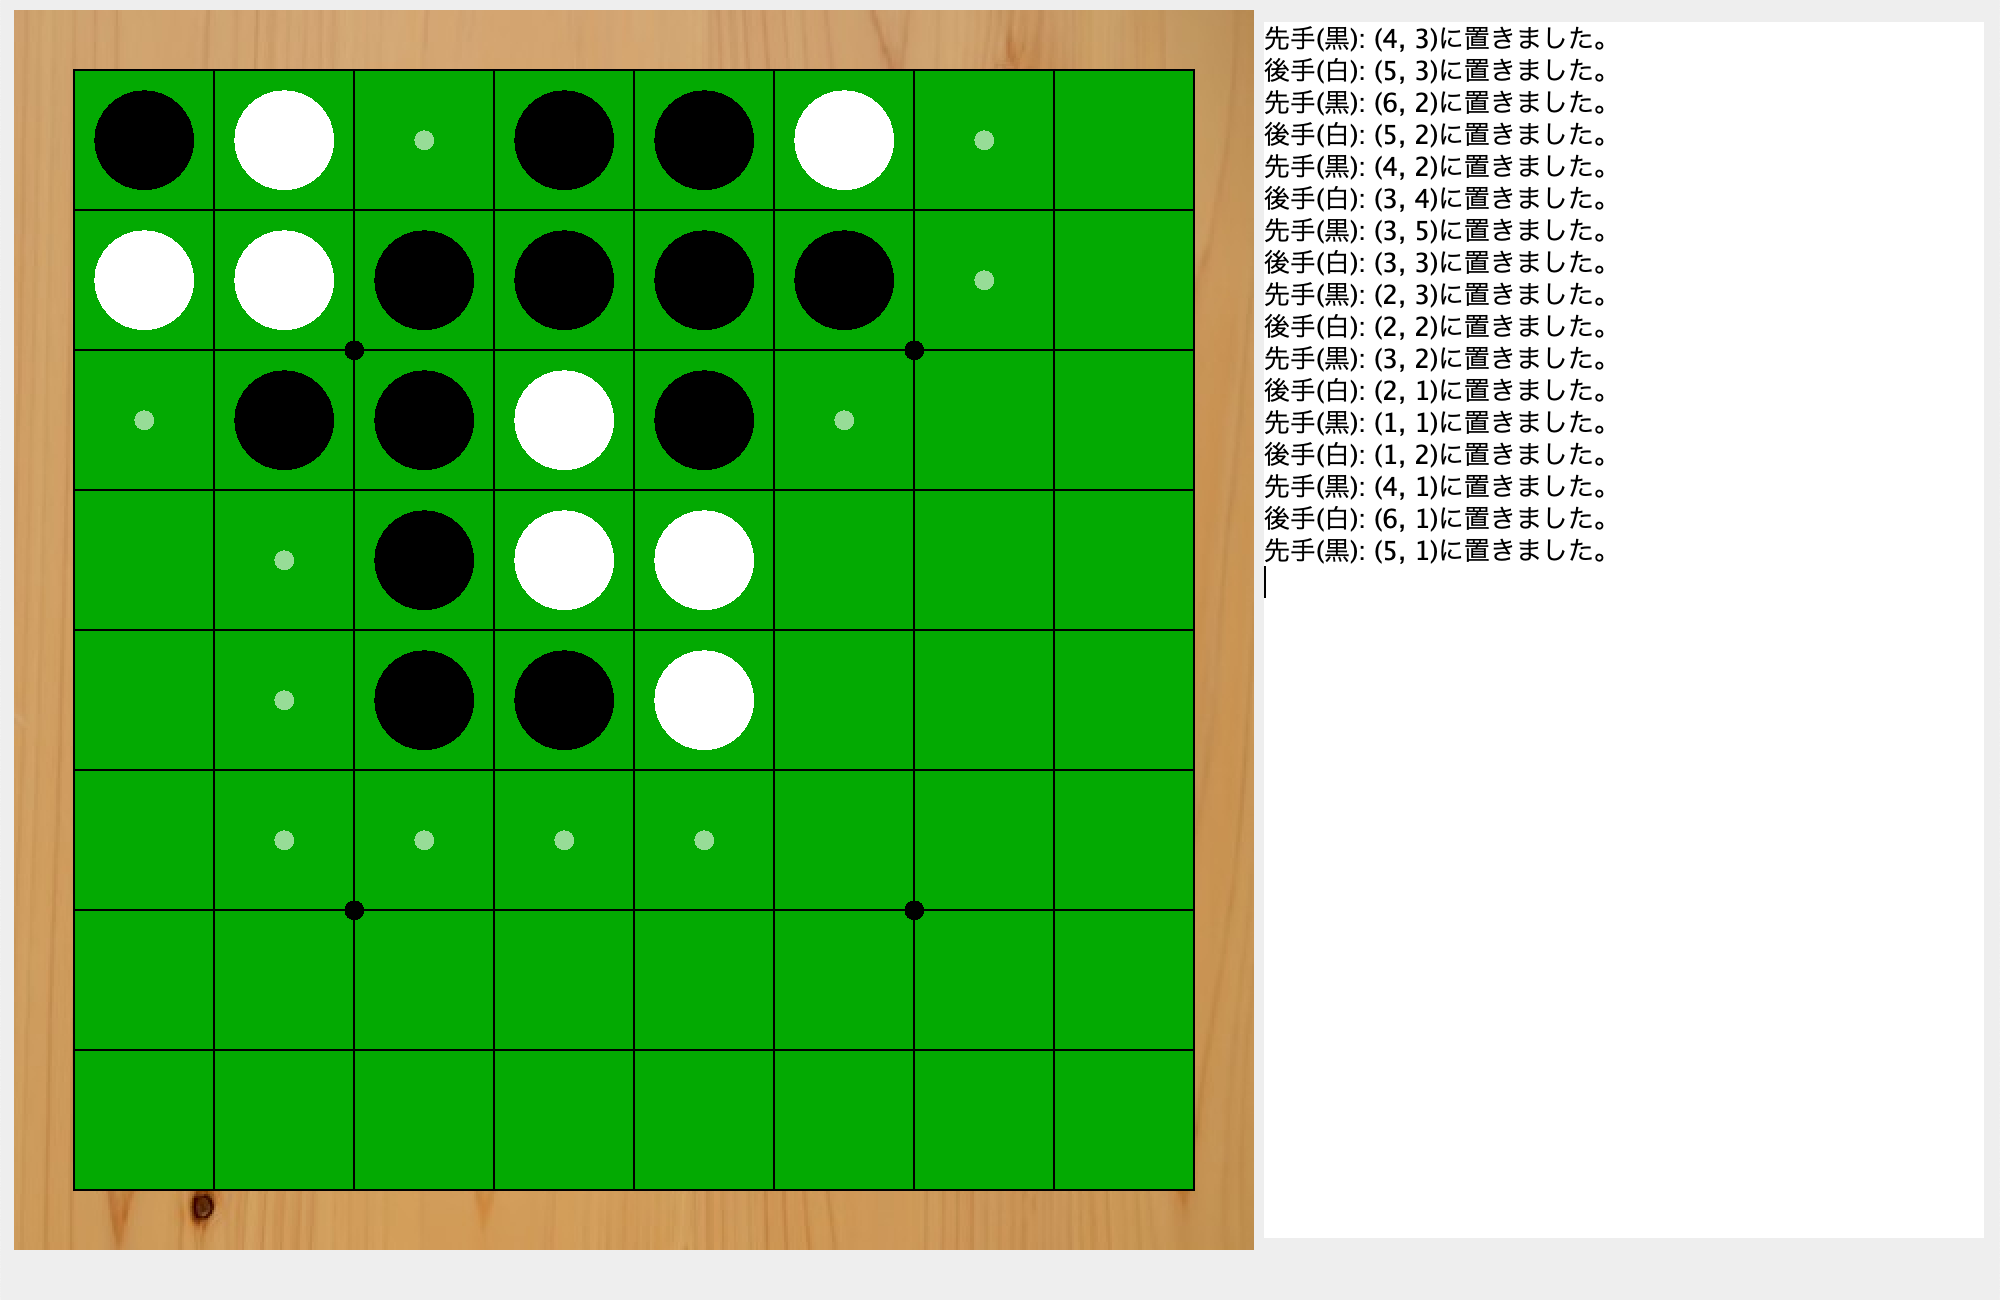 先手(黒): (4, 3)に置きました。
後手(白): (5, 3)に置きました。
先手(黒): (6, 2)に置きました。
後手(白): (5, 2)に置きました。
先手(黒): (4, 2)に置きました。
後手(白): (3, 4)に置きました。
先手(黒): (3, 5)に置きました。
後手(白): (3, 3)に置きました。
先手(黒): (2, 3)に置きました。
後手(白): (2, 2)に置きました。
先手(黒): (3, 2)に置きました。
後手(白): (2, 1)に置きました。
先手(黒): (1, 1)に置きました。
後手(白): (1, 2)に置きました。
先手(黒): (4, 1)に置きました。
後手(白): (6, 1)に置きました。
先手(黒): (5, 1)に置きました。